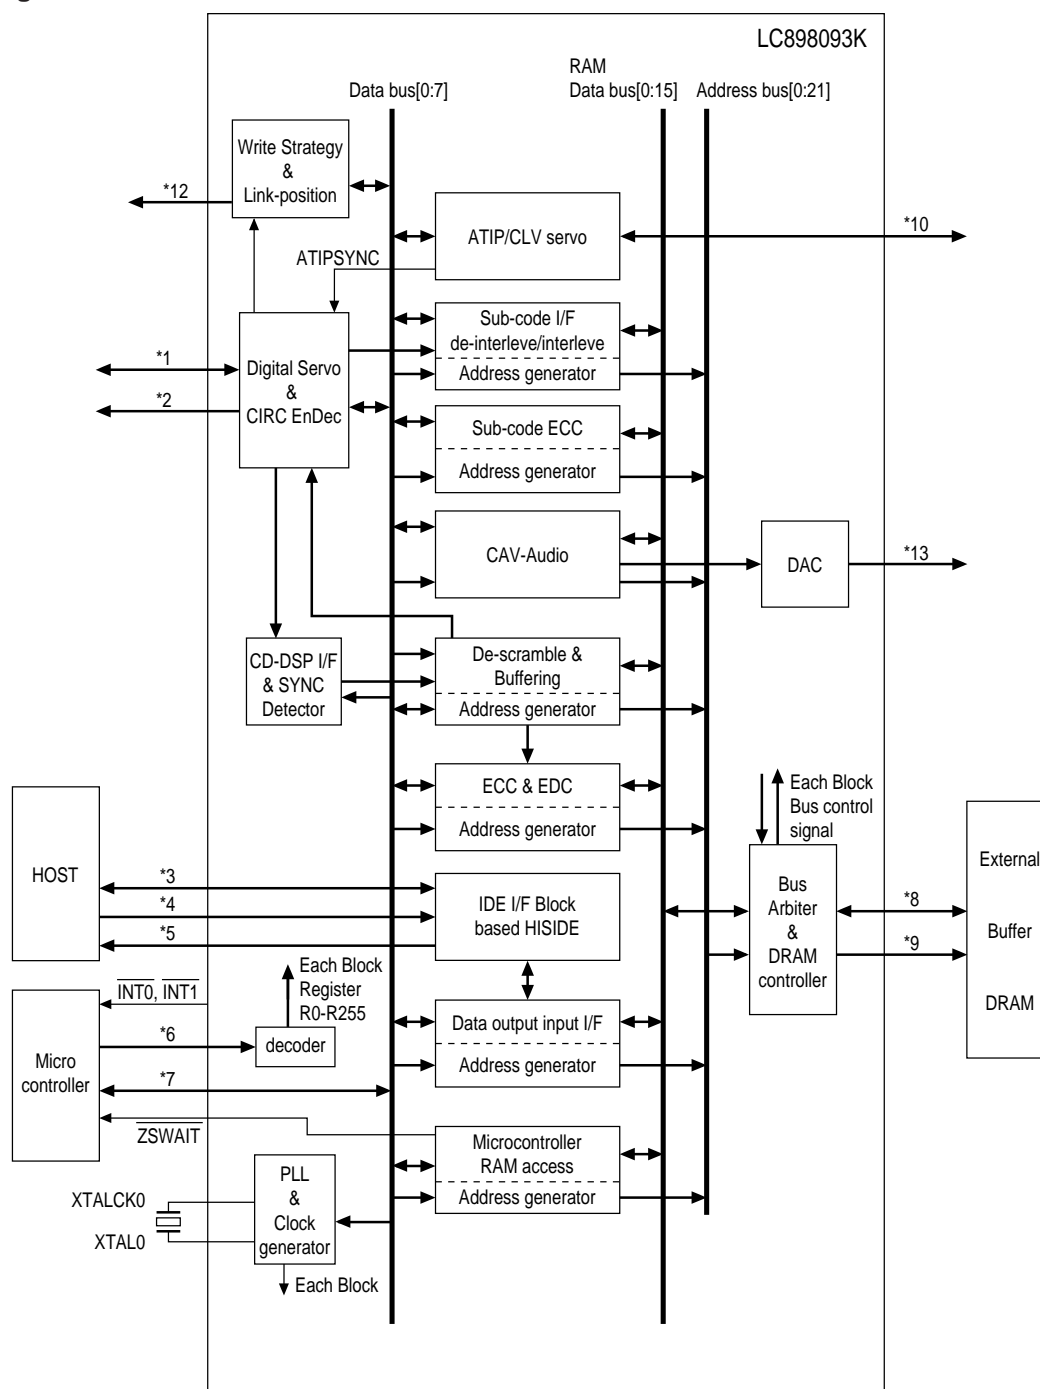 LC898093K
RAM
Data bus[0:7]
Data bus[0:15]
Address bus[0:21]
Write Strategy
&
Link-position
*12
ATIP/CLV servo
*10
ATIPSYNC
Sub-code I/F
de-interleve/interleve
Address generator
*1
*2
Digital Servo
&
CIRC EnDec
Sub-code ECC
Address generator
CAV-Audio
DAC
*13
CD-DSP I/F
& SYNC
Detector
De-scramble &
Buffering
Address generator
ECC & EDC
Address generator
Each Block
Bus control
signal
HOST
*3
*4
*5
IDE I/F Block
based HISIDE
Bus
Arbiter
&
DRAM
controller
*8
*9
External
Buffer
DRAM
INT0, INT1
Each Block
Register
R0-R255
*6
decoder
Micro
controller
*7
Data output input I/F
Address generator
ZSWAIT
Microcontroller
RAM access
Address generator
XTALCK0
XTAL0
PLL
&
Clock
generator
Each Block